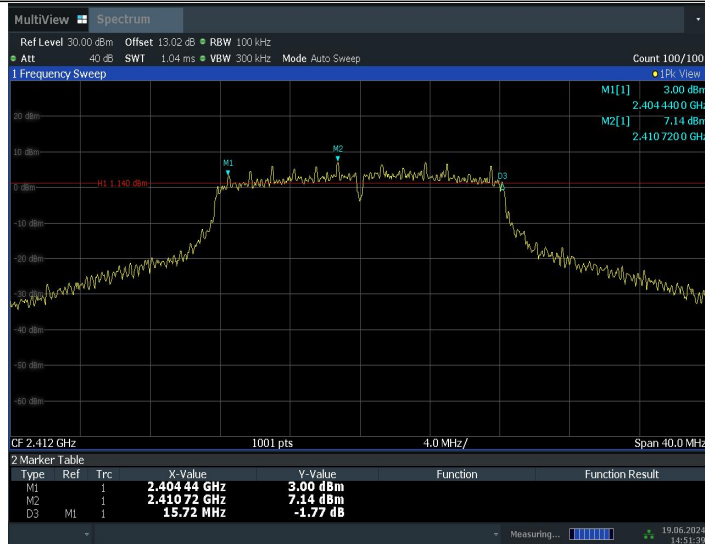 MultiView Spectrum
Ref Level 30.00 dBm Offset 13.02 dB RBW 100 kHz
Att 40 dB SWT 1.04 ms VBW 300 kHz Mode Auto Sweep Count 100/100
1 Frequency Sweep 1Pk View
M1[1] 3.00 dBm
2.404 440 0 GHz
M2[1] 7.14 dBm
2.410 720 0 GHz
20 dBm
10 dBm
M2
M1
D3
0 dBm
H1 1.140 dBm
-10 dBm
-20 dBm
-30 dBm
-40 dBm
-50 dBm
-60 dBm
CF 2.412 GHz 1001 pts 4.0 MHz/ Span 40.0 MHz
2 Marker Table
Type Ref Trc X-Value Y-Value Function Function Result
M1 1 2.404 44 GHz 3.00 dBm
M2 1 2.410 72 GHz 7.14 dBm
D3 M1 1 15.72 MHz -1.77 dB
Measuring... 19.06.2024
14:51:39